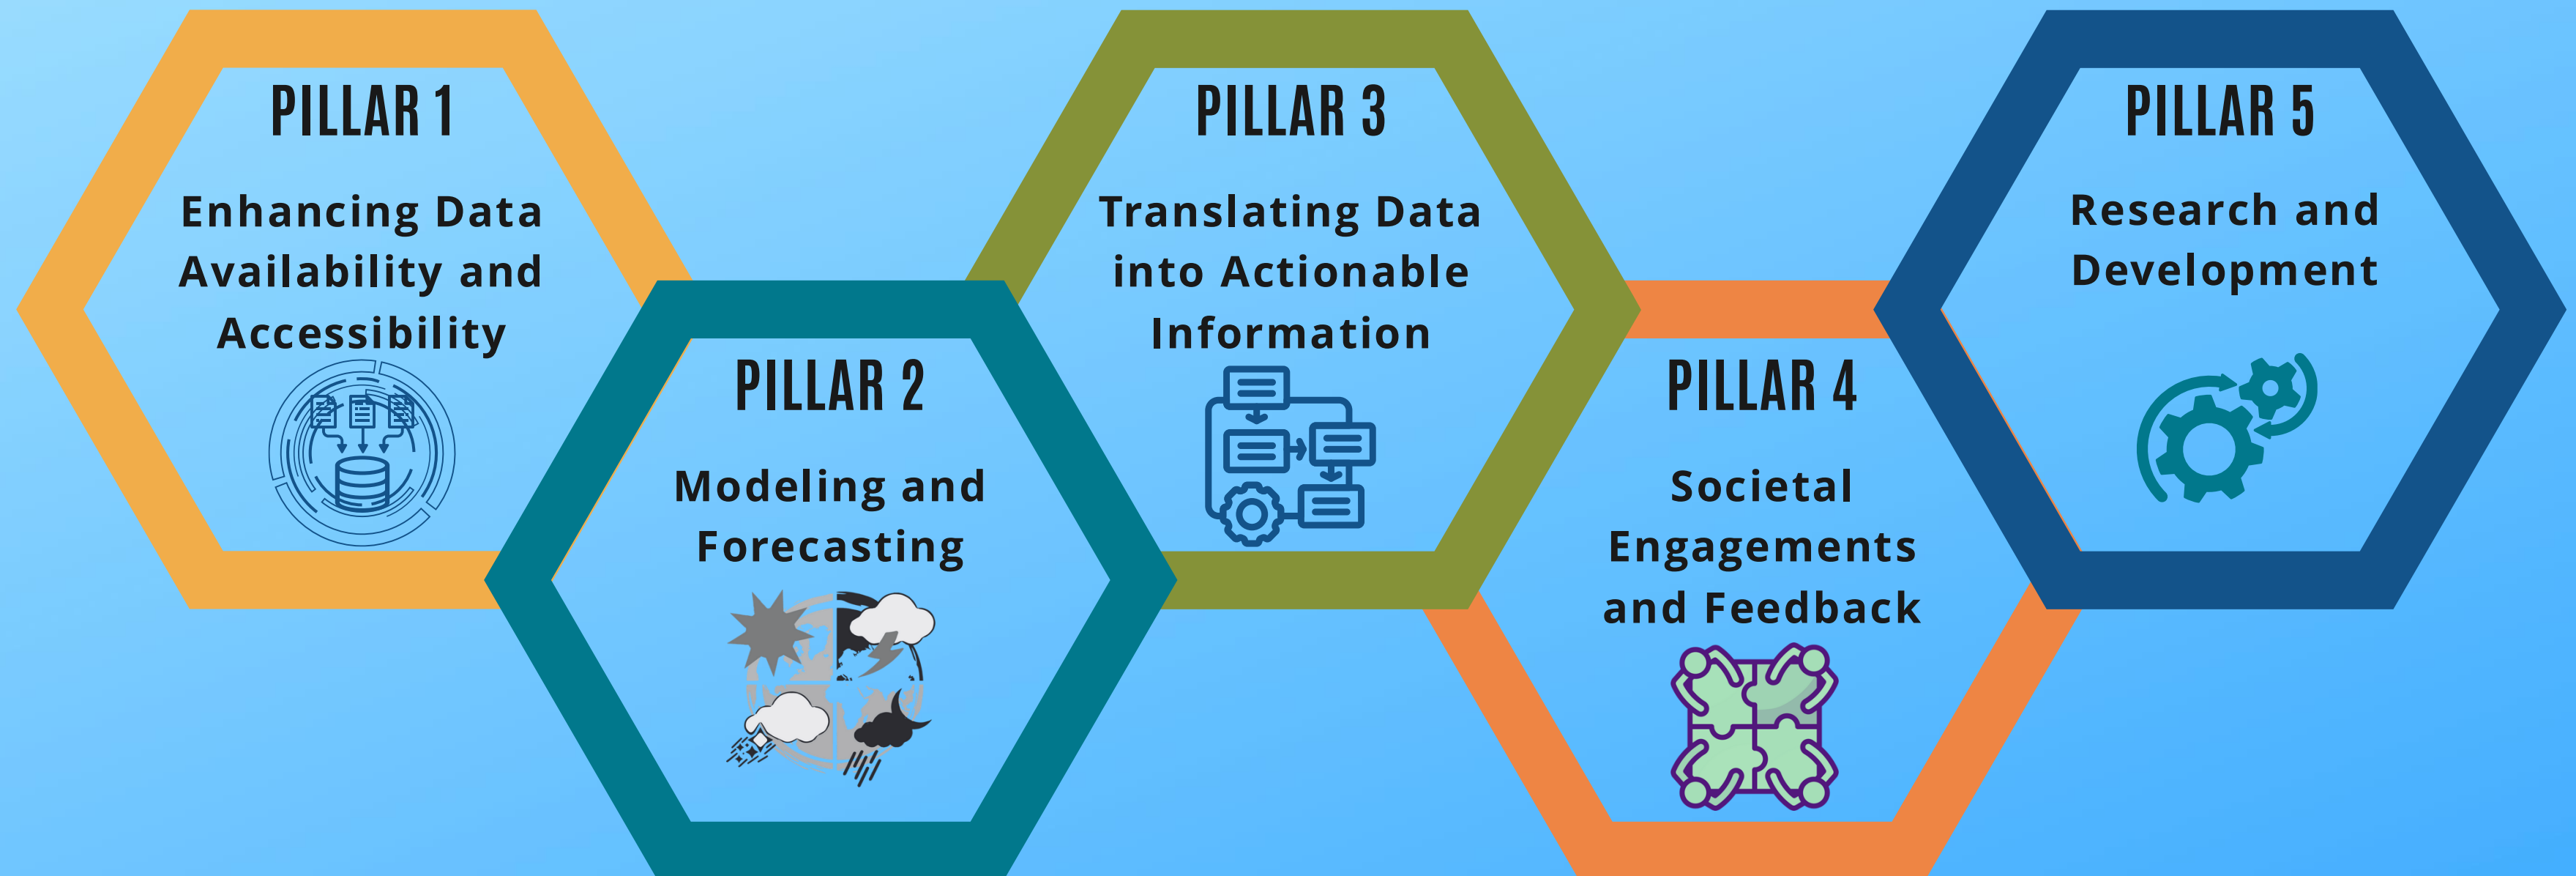 PILLAR 1
Enhancing Data
Availability and
Accessibility
PILLAR 2
Modeling and
Forecasting
PILLAR 3
Translating Data
into Actionable
Information
PILLAR 4
Societal
Engagements
and Feedback
PILLAR 5
Research and
Development